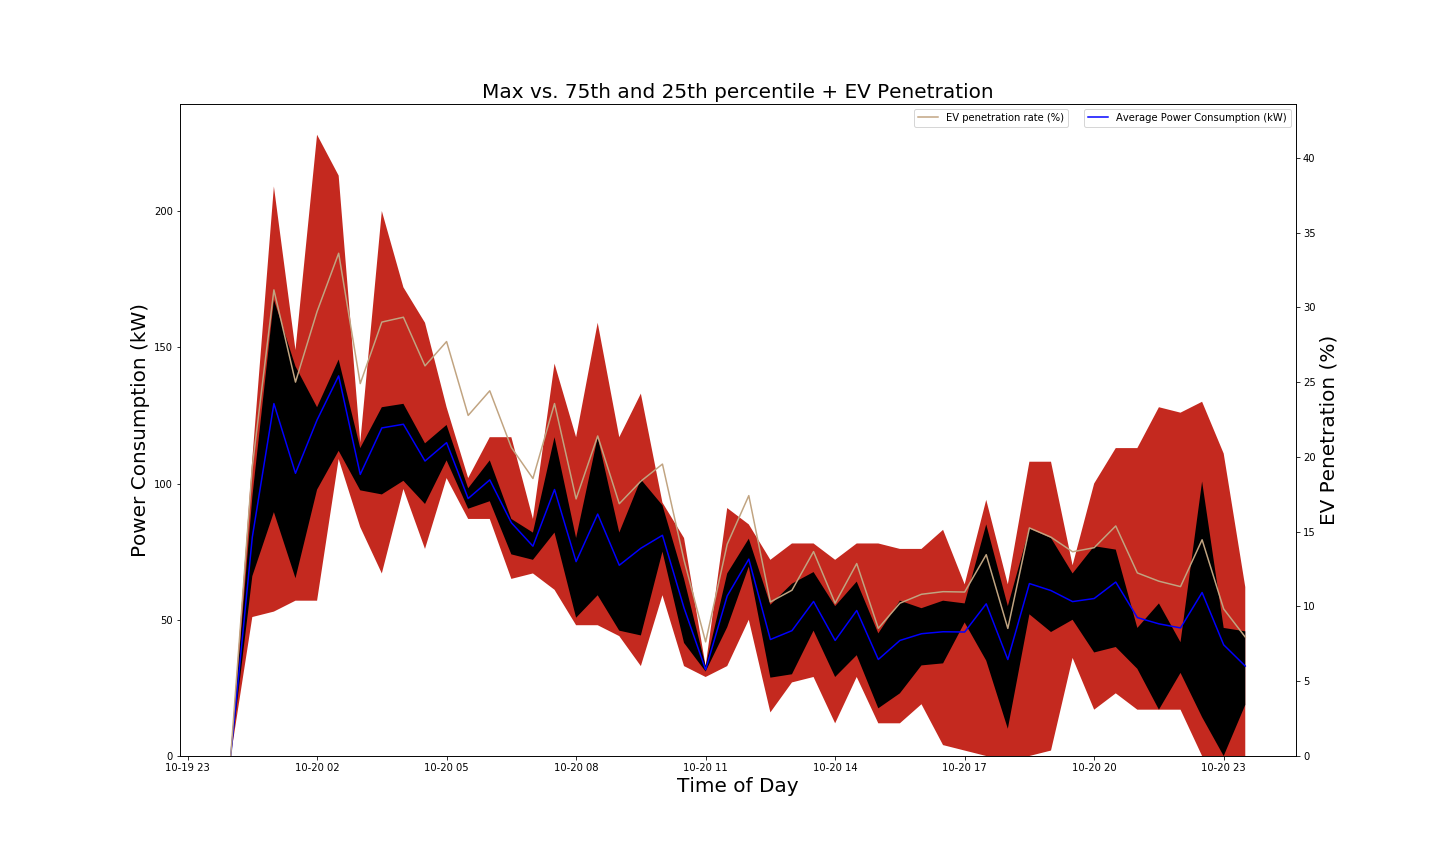 Max vs. 75th and 25th percentile + EV Penetration
EV penetration rate (%)
Average Power Consumption (kW)
Power Consumption (kW)
200
150
100
50
0
40
35
30
25
20
15
10
5
0
EV Penetration (%)
10-19 23 10-20 02 10-20 05 10-20 08 10-20 11 10-20 14 10-20 17 10-20 20 10-20 23
Time of Day